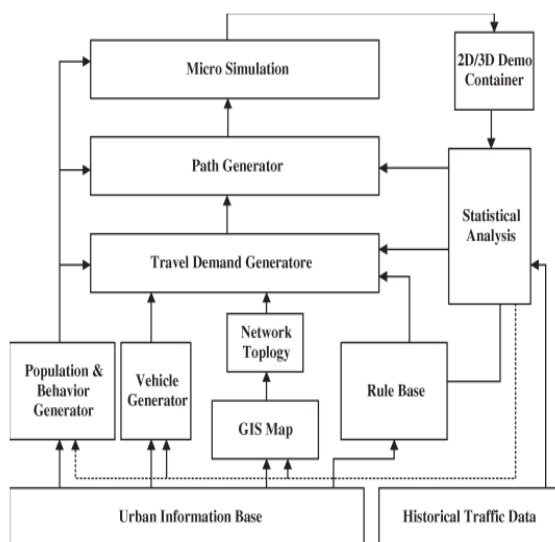 Micro Simulation
2D/3D Demo
Container
Path Generator
Statistical
Analysis
Travel Demand Generatore
Network
Toplogy
Population &
Behavior
Generator
Vehicle
Generator
Rule Base
GIS Map
Urban Information Base
Historical Traffic Data